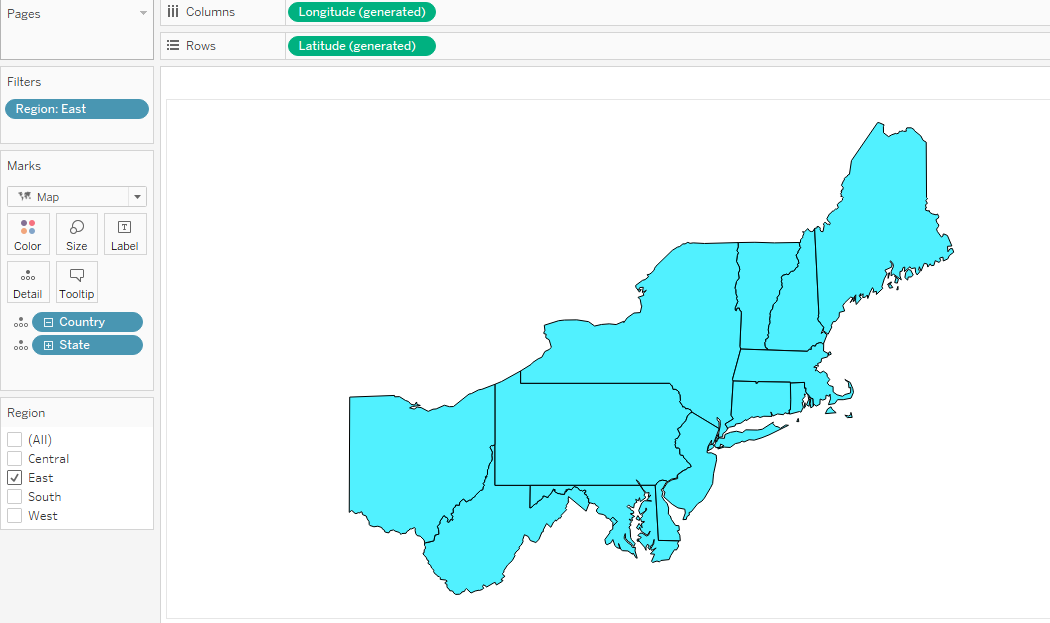 Pages
Columns
Longitude (generated)
Rows
Latitude (generated)
Filters
Region: East
Marks
Map
Color
Size
Label
Detail
Tooltip
Country
State
Region
(All)
Central
East
South
West